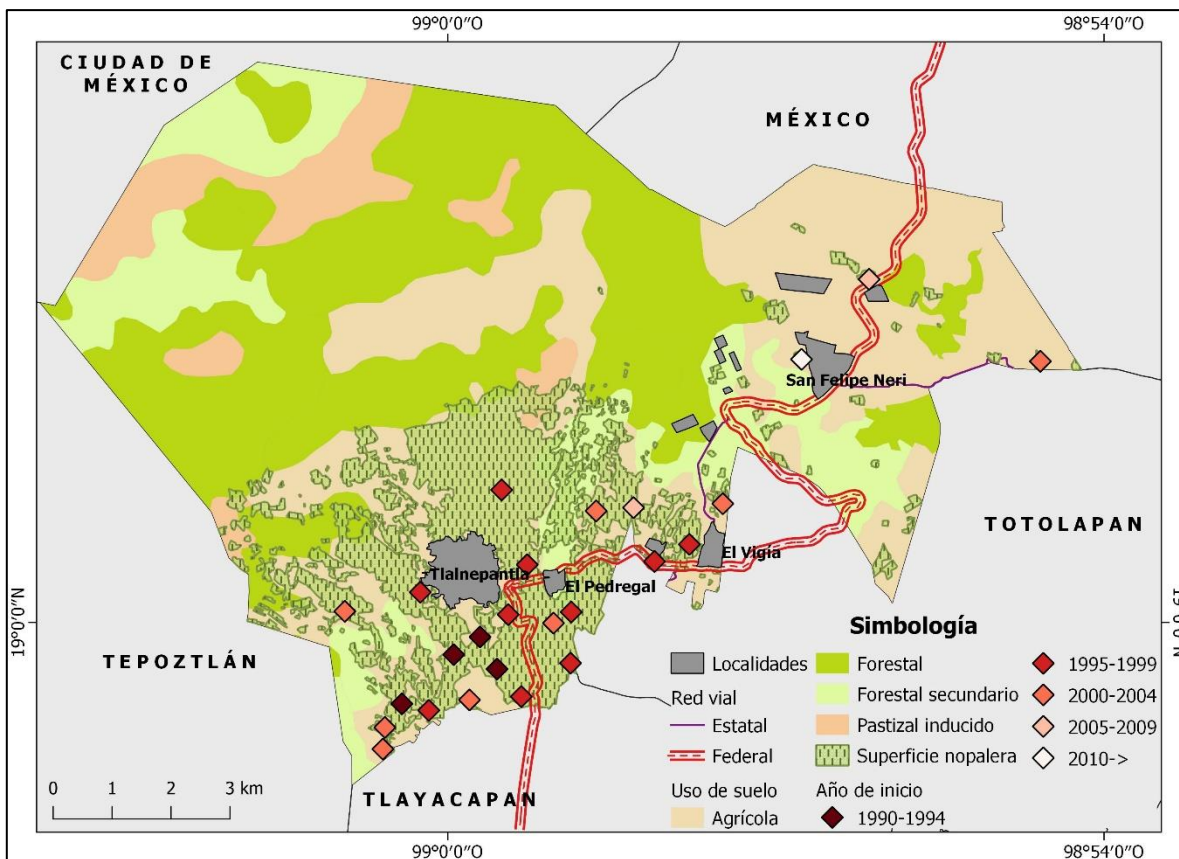 99°0'0"O
98°54'0"O
CIUDAD DE
MÉXICO
MÉXICO
San Felipe Neri
TOTOLAPAN
El Vigía
Tlalnepantla
El Pedregal
19°0'0"N
19°0'0"N
TEPOZTLÁN
TLAYACAPAN
Simbología
Localidades
Red vial
Estatal
Federal
Uso de suelo
Agrícola
Forestal
Forestal secundario
Pastizal inducido
Superficie nopalera
Año de inicio
1990-1994
1995-1999
2000-2004
2005-2009
2010->
0 1 2 3 km
99°0'0"O
98°54'0"O